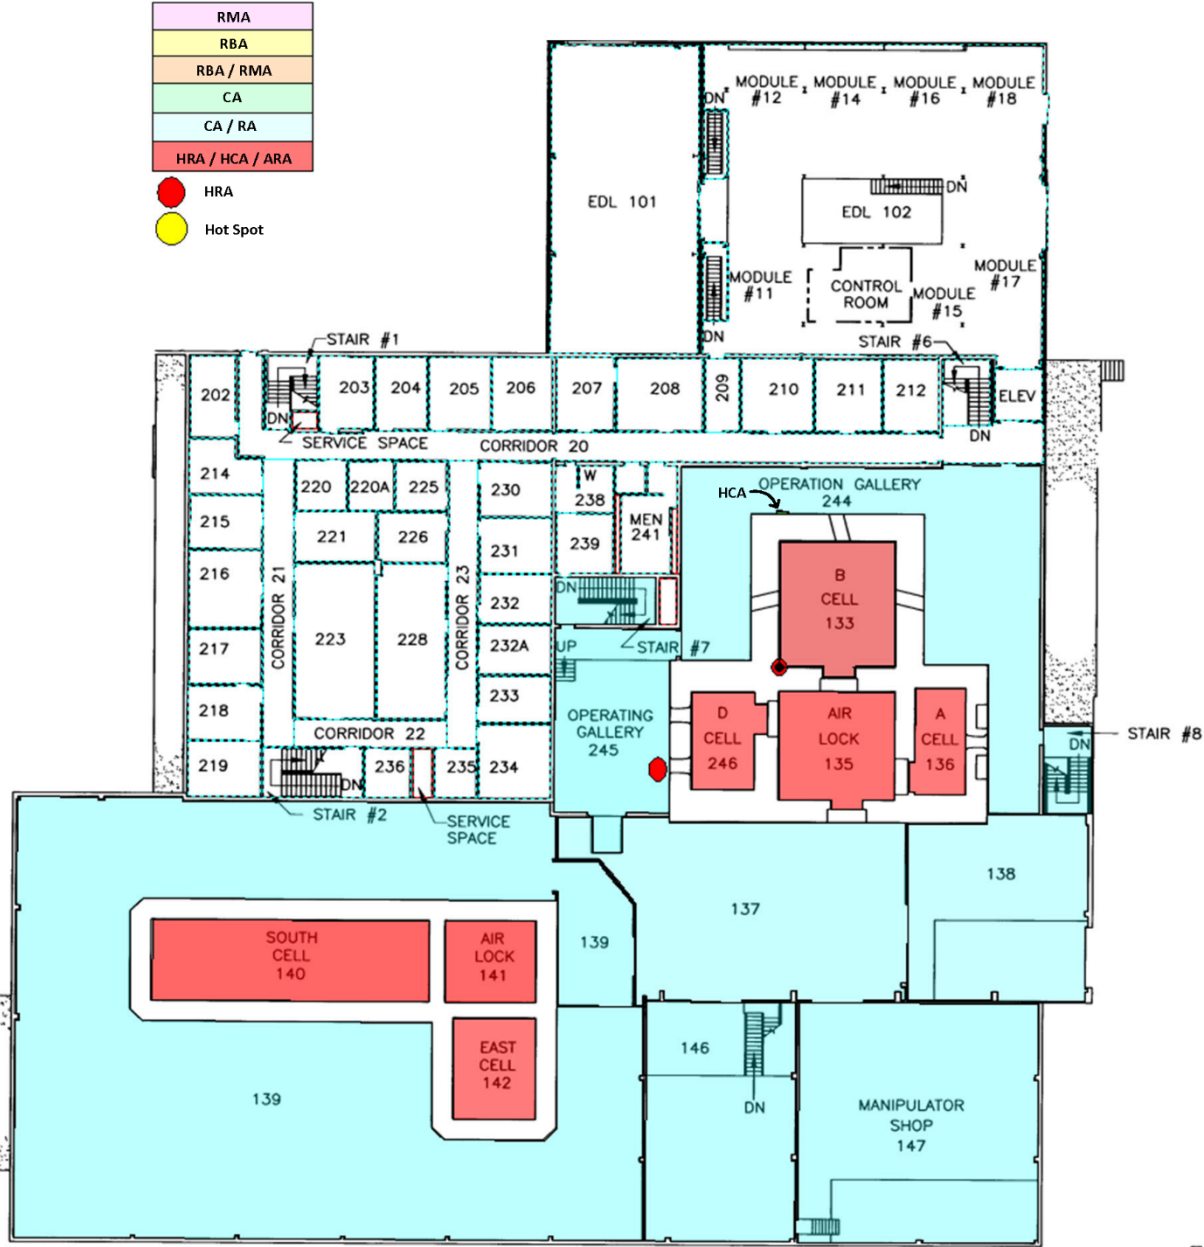 RMA
RBA
RBA / RMA
CA
CA / RA
HRA / HCA / ARA
HRA
Hot Spot
EDL 101
DN
MODULE
#12
MODULE
#14
MODULE
#16
MODULE
#18
DN
EDL 102
MODULE
#11
CONTROL
ROOM
MODULE
#15
MODULE
#17
DN
STAIR #1
STAIR #6
202
DN
203
204
205
206
207
208
209
210
211
212
DN
ELEV
SERVICE SPACE
CORRIDOR 20
214
215
216
217
218
219
CORRIDOR 21
220
220A
225
221
226
223
228
CORRIDOR 23
CORRIDOR 22
230
231
232
232A
233
234
W
238
239
MEN
241
DN
STAIR #7
UP
OPERATING
GALLERY
245
HCA
OPERATION GALLERY
244
B
CELL
133
D
CELL
246
AIR
LOCK
135
A
CELL
136
STAIR #8
DN
DN
236
235
STAIR #2
SERVICE
SPACE
SOUTH
CELL
140
AIR
LOCK
141
EAST
CELL
142
139
139
137
138
146
DN
MANIPULATOR
SHOP
147